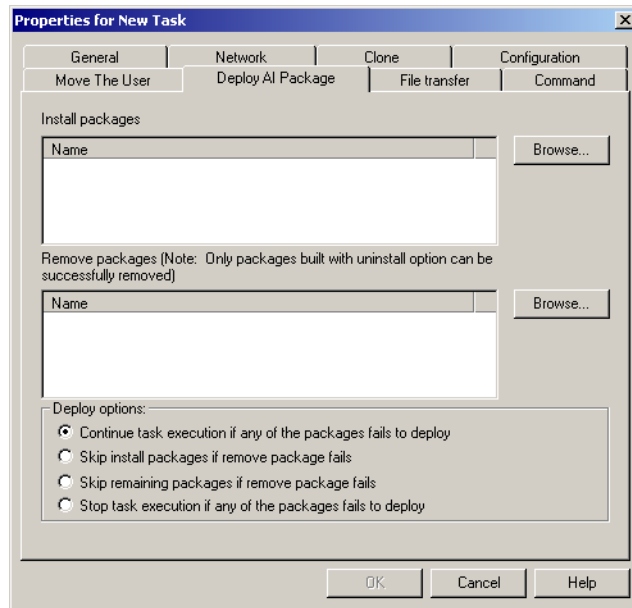 Properties for New Task
General Network Clone Configuration
Move The User Deploy AI Package File transfer Command
Install packages
Name
Browse...
Remove packages (Note: Only packages built with uninstall option can be
successfully removed)
Name
Browse...
Deploy options:
Continue task execution if any of the packages fails to deploy
Skip install packages if remove package fails
Skip remaining packages if remove package fails
Stop task execution if any of the packages fails to deploy
OK Cancel Help